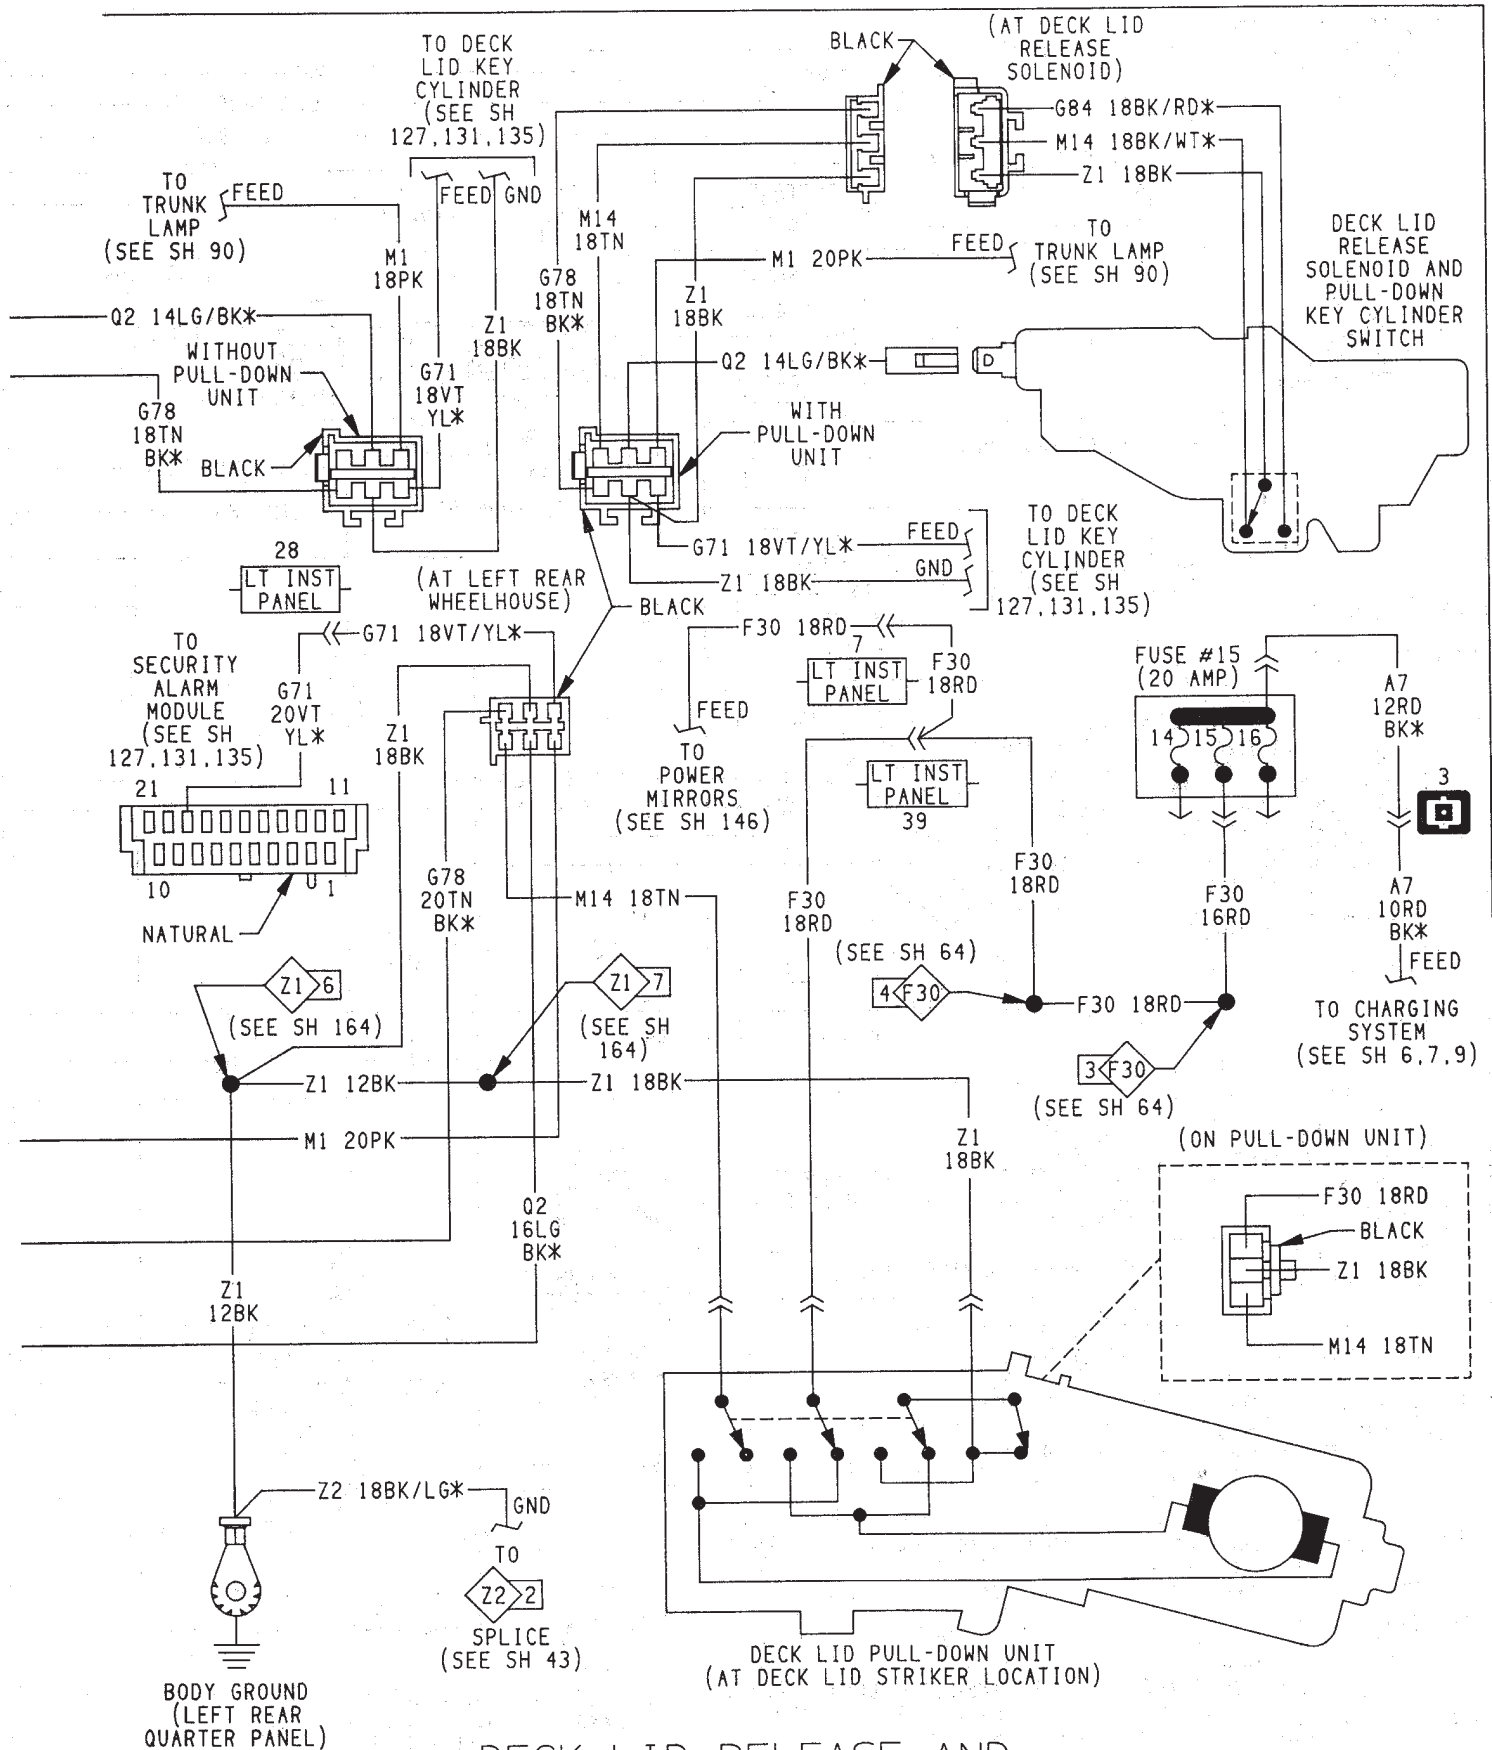 TO DECK
LID KEY
CYLINDER
(SEE SH
127,131,135)
BLACK
(AT DECK LID
RELEASE
SOLENOID)
G84 18BK/RD*
M14 18BK/WT*
Z1 18BK
TO
TRUNK
LAMP
(SEE SH 90)
FEED
FEED
GND
M1
18PK
M14
18TN
G78
18TN
BK*
Z1
18BK
M1 20PK
FEED
TO
TRUNK LAMP
(SEE SH 90)
DECK LID
RELEASE
SOLENOID AND
PULL-DOWN
KEY CYLINDER
SWITCH
Q2 14LG/BK*
WITHOUT
PULL-DOWN
UNIT
Z1
18BK
G71
18VT
YL*
Q2 14LG/BK*
D
G78
18TN
BK*
BLACK
WITH
PULL-DOWN
UNIT
G71 18VT/YL*
FEED
Z1 18BK
GND
TO DECK
LID KEY
CYLINDER
(SEE SH
127,131,135)
28
LT INST
PANEL
(AT LEFT REAR
WHEELHOUSE)
BLACK
G71 18VT/YL*
F30 18RD
7
LT INST
PANEL
F30
18RD
FUSE #15
(20 AMP)
TO
SECURITY
ALARM
MODULE
(SEE SH
127,131,135)
G71
20VT
YL*
Z1
18BK
FEED
TO
POWER
MIRRORS
(SEE SH 146)
LT INST
PANEL
39
14
15
16
A7
12RD
BK*
3
21
11
10
1
NATURAL
G78
20TN
BK*
M14 18TN
F30
18RD
F30
18RD
F30
16RD
A7
10RD
BK*
FEED
TO CHARGING
SYSTEM
(SEE SH 6,7,9)
Z1 6
(SEE SH 164)
Z1 7
(SEE SH
164)
(SEE SH 64)
4 F30
F30 18RD
3 F30
(SEE SH 64)
Z1 12BK
Z1 18BK
M1 20PK
Z1
18BK
(ON PULL-DOWN UNIT)
F30 18RD
BLACK
Z1 18BK
M14 18TN
Q2
16LG
BK*
Z1
12BK
Z2 18BK/LG*
GND
TO
Z2 2
SPLICE
(SEE SH 43)
BODY GROUND
(LEFT REAR
QUARTER PANEL)
DECK LID PULL-DOWN UNIT
(AT DECK LID STRIKER LOCATION)
DECK LID RELEASE AND